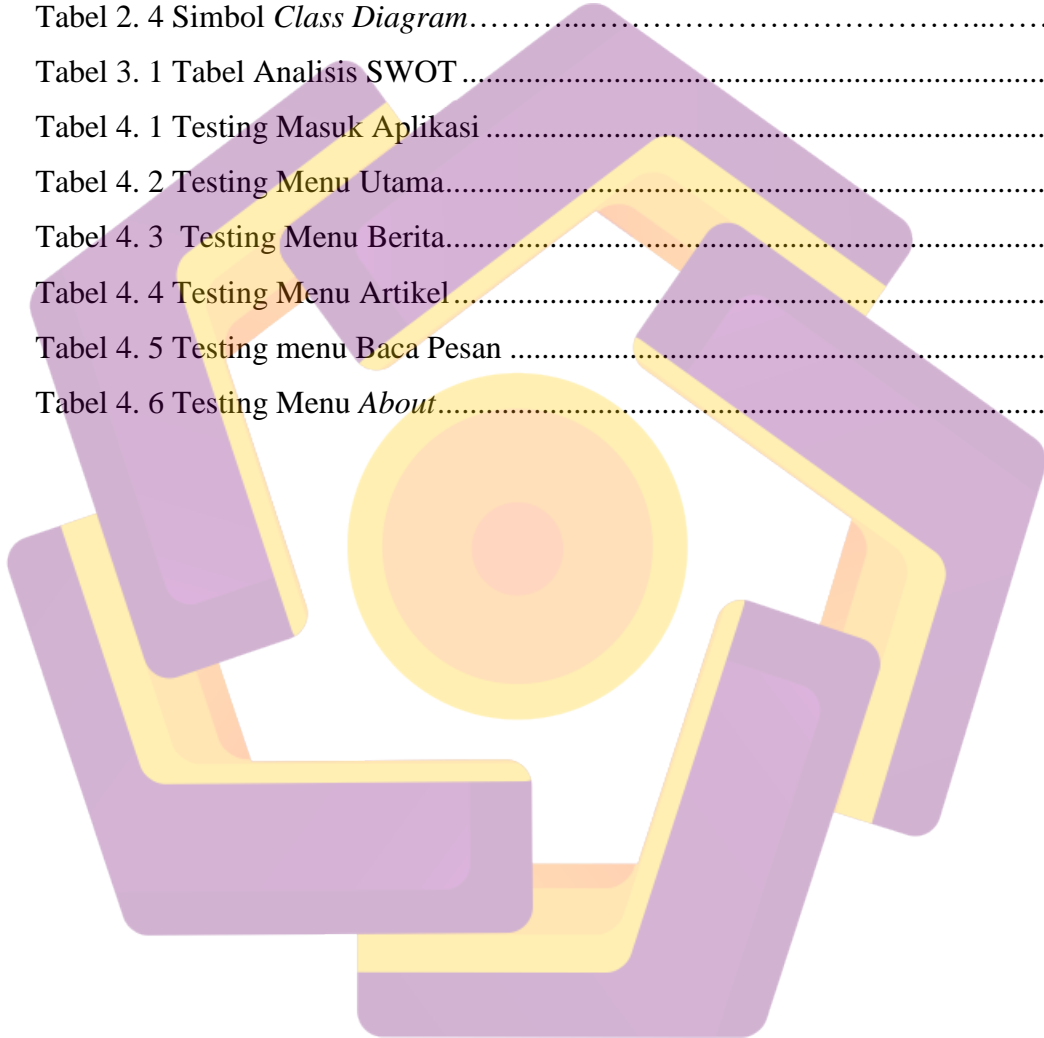 Tabel 2. 4 Simbol Class Diagram……...…………………………...……
Tabel 3. 1 Tabel Analisis SWOT ..........................................................................
Tabel 4. 1 Testing Masuk Aplikasi .......................................................................
Tabel 4. 2 Testing Menu Utama............................................................................
Tabel 4. 3  Testing Menu Berita............................................................................
Tabel 4. 4 Testing Menu Artikel ...........................................................................
Tabel 4. 5 Testing menu Baca Pesan ....................................................................
Tabel 4. 6 Testing Menu About.............................................................................